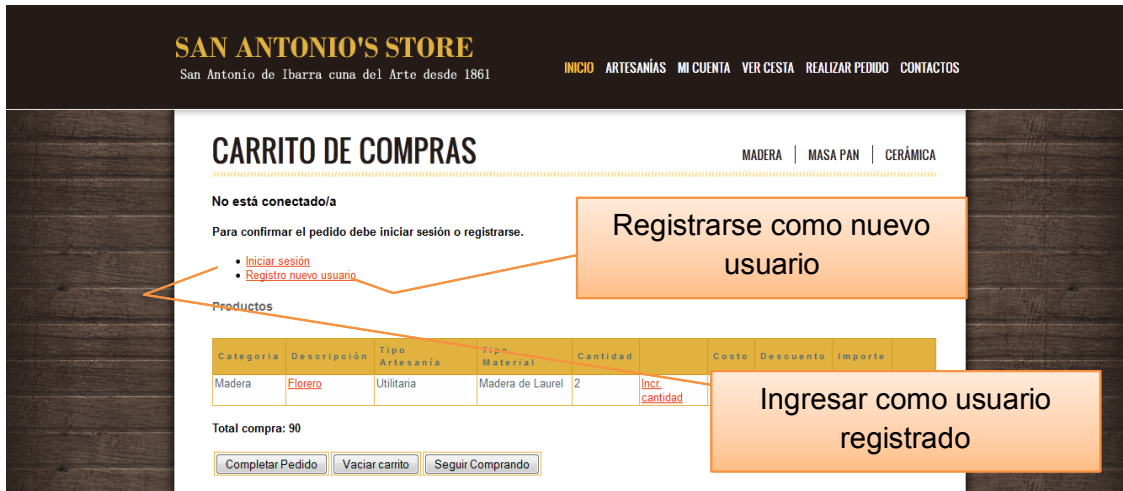 SAN ANTONIO'S STORE
San Antonio de Ibarra cuna del Arte desde 1861
INICIO ARTESANÍAS MI CUENTA VER CESTA REALIZAR PEDIDO CONTACTOS
CARRITO DE COMPRAS
MADERA | MASA PAN | CERÁMICA
No está conectado/a
Para confirmar el pedido debe iniciar sesión o registrarse.
Registrarse como nuevo
usuario
• Iniciar sesión
• Registro nuevo usuario
Productos
Categoria Descripción Tipo Artesanía Tipo Material Cantidad Costo Descuento Importe
Madera Florero Utilitaria Madera de Laurel 2 Incr. cantidad
Ingresar como usuario
registrado
Total compra: 90
Completar Pedido Vaciar carrito Seguir Comprando